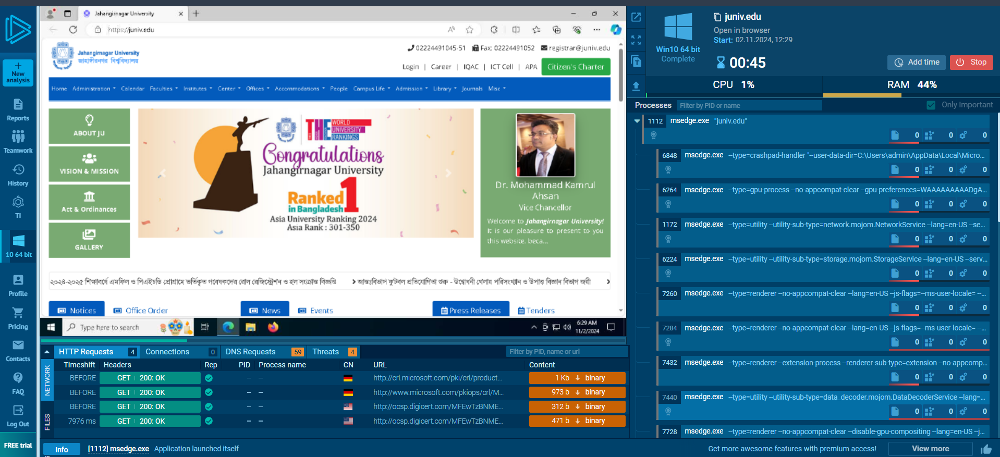 Jahangirnagar University
https://juniv.edu
Jahangirnagar University
জাহাঙ্গীরনগর বিশ্ববিদ্যালয়
02224491045-51 Fax: 02224491052 registrar@juniv.edu
Login | Career | IQAC | ICT Cell | APA Citizen's Charter
Home Administration Calendar Faculties Institutes Center Offices Accommodations People Campus Life Admission Library Journals Misc
ABOUT JU
VISION & MISSION
Act & Ordinances
GALLERY
THE WORLD UNIVERSITY RANKINGS
Congratulations
Jahangirnagar University
Ranked 1
in Bangladesh
Asia University Ranking 2024
Asia Rank : 301-350
Dr. Mohammad Kamrul
Ahsan
Vice Chancellor
Welcome to Jahangirnagar University!
It is our pleasure to present to you
this website, beca...
২০২৪-২০২৫ শিক্ষাবর্ষে এমফিল ও পিএইচডি প্রোগ্রামে ভর্তিকৃত গবেষকদের রোল রেজিস্ট্রেশন ও হল সংক্রান্ত বিজ্ঞপ্তি
আন্তঃবিভাগ ফুটবল প্রতিযোগিতা শুরু - উদ্বোধনী খেলায় পরিসংখ্যান ও উপাত্ত বিজ্ঞান বিভাগ জয়ী
Notices Office Order News Events Press Releases Tenders
Type here to search
6:29 AM
11/2/2024
New
analysis
Reports
Teamwork
History
TI
10 64 bit
Profile
Pricing
Contacts
FAQ
Log Out
FREE trial
HTTP Requests 4 Connections 0 DNS Requests 59 Threats 4 Filter by PID, name or url
NETWORK
FILES
Timeshift Headers Rep PID Process name CN URL Content
BEFORE GET 200: OK – – http://crl.microsoft.com/pki/crl/product... 1 Kb binary
BEFORE GET 200: OK – – http://www.microsoft.com/pkiops/crl/M... 973 b binary
BEFORE GET 200: OK – – http://ocsp.digicert.com/MFEwTzBNME... 312 b binary
7976 ms GET 200: OK – – http://ocsp.digicert.com/MFEwTzBNME... 471 b binary
Info [1112] msedge.exe Application launched itself
Get more awesome features with premium access! View more
Win10 64 bit
Complete
juniv.edu
Open in browser
Start: 02.11.2024, 12:29
00:45
Add time Stop
CPU 1% RAM 44%
Processes Filter by PID or name Only important
1112 msedge.exe "juniv.edu"
0 0 0
6848 msedge.exe --type=crashpad-handler "--user-data-dir=C:\Users\admin\AppData\Local\Micro...
0 0 0
6264 msedge.exe --type=gpu-process --no-appcompat-clear --gpu-preferences=WAAAAAAAAADgA...
0 0 0
1172 msedge.exe --type=utility --utility-sub-type=network.mojom.NetworkService --lang=en-US --se...
0 0 0
6224 msedge.exe --type=utility --utility-sub-type=storage.mojom.StorageService --lang=en-US --serv...
0 0 0
7260 msedge.exe --type=renderer --no-appcompat-clear --lang=en-US --js-flags=--ms-user-locale= --...
0 0 0
7284 msedge.exe --type=renderer --no-appcompat-clear --lang=en-US --js-flags=--ms-user-locale= --...
0 0 0
7432 msedge.exe --type=renderer --extension-process --renderer-sub-type=extension --no-appcomp...
0 0 0
7440 msedge.exe --type=utility --utility-sub-type=data_decoder.mojom.DataDecoderService --lang=...
0 0 0
7728 msedge.exe --type=renderer --no-appcompat-clear --disable-gpu-compositing --lang=en-US --j...